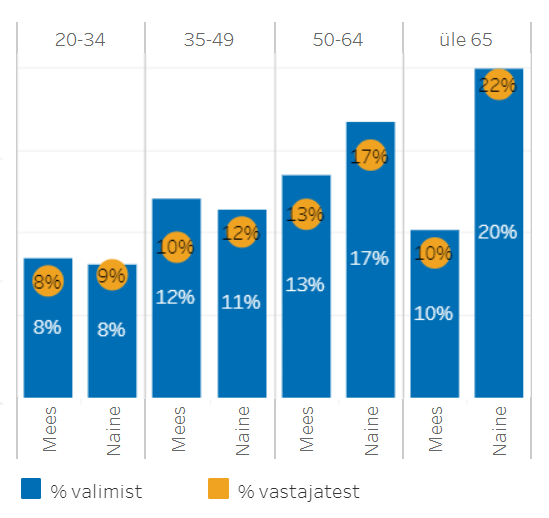 20-34 35-49 50-64 üle 65
8% 9% 10% 12% 13% 17% 10% 22%
8% 8% 12% 11% 13% 17% 10% 20%
Mees Naine Mees Naine Mees Naine Mees Naine
% valimist % vastajatest